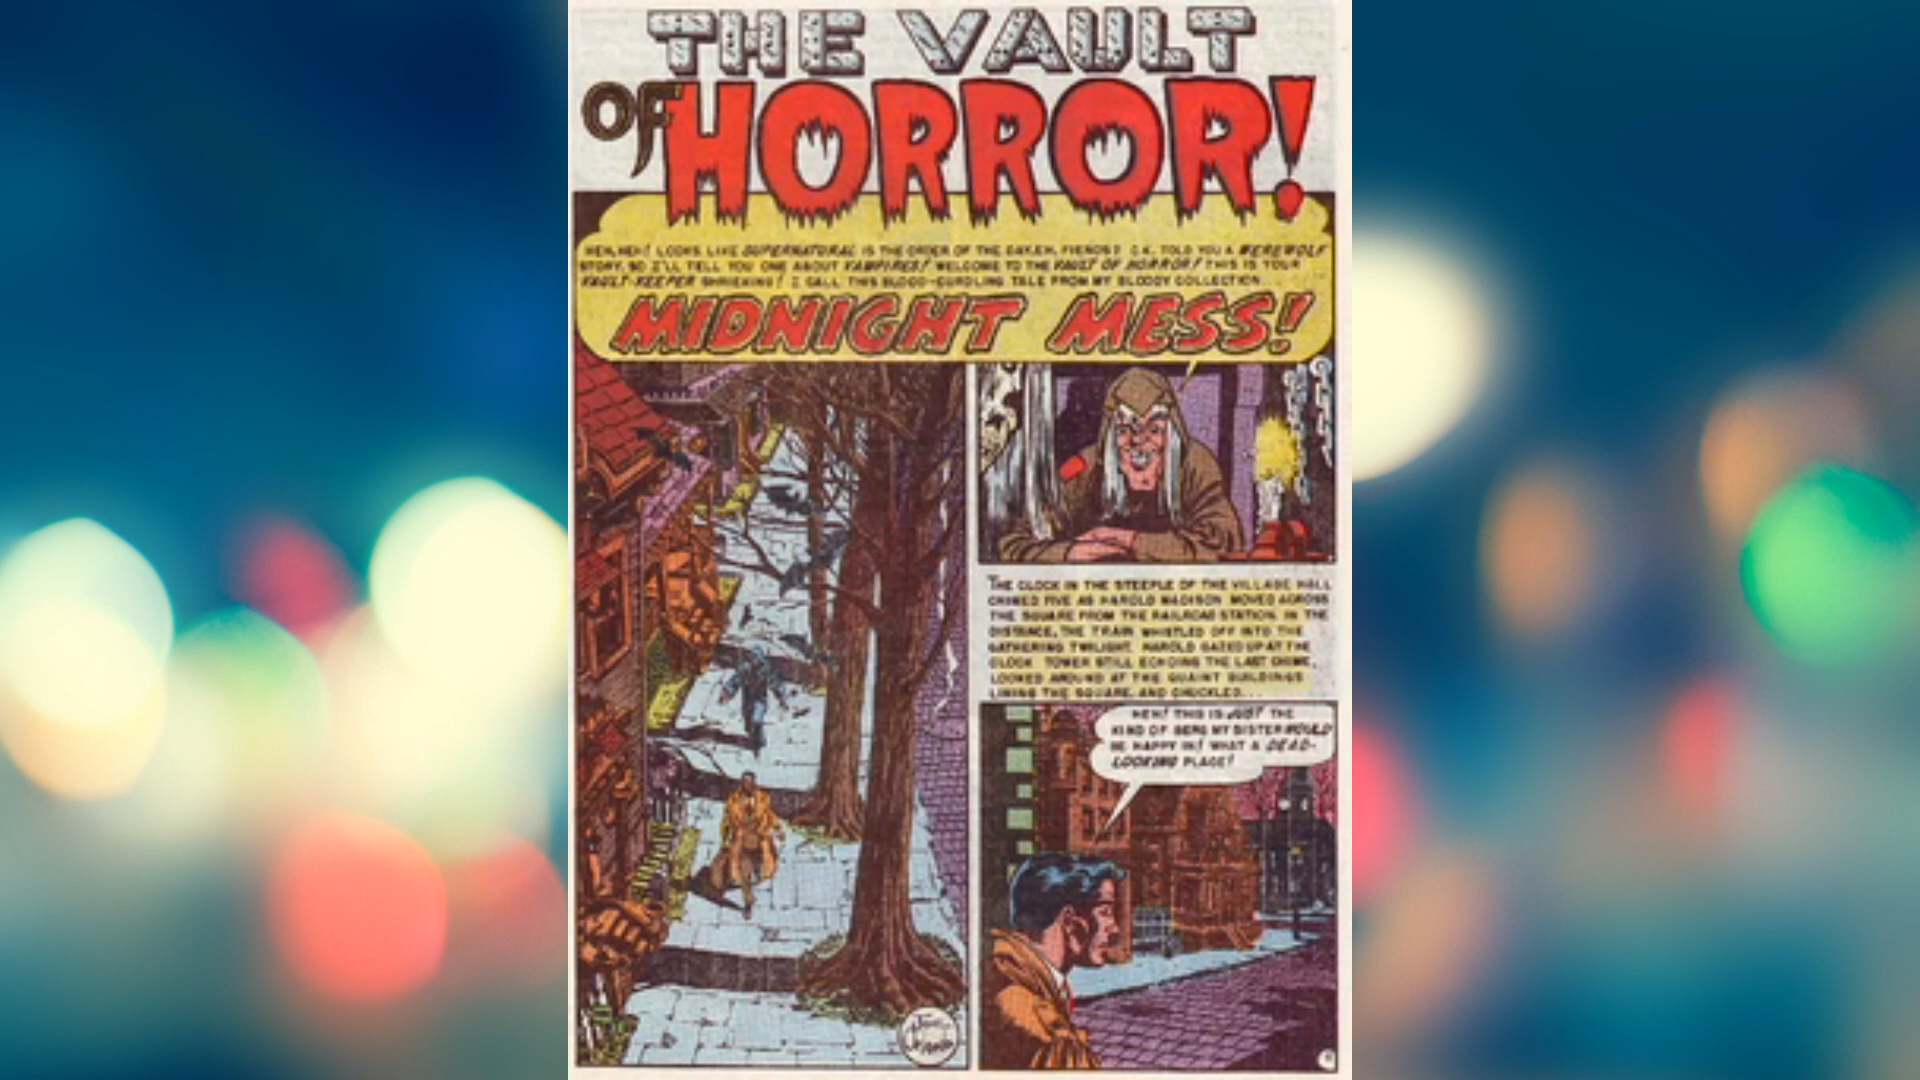 THE VAULT
OF HORROR!
HEH, HEH! LOOKS LIKE SUPERNATURAL IS THE ORDER OF THE DAY, EH, FIENDS? C.K. TOLD YOU A WEREWOLF
STORY, SO I'LL TELL YOU ONE ABOUT VAMPIRES! WELCOME TO THE VAULT OF HORROR! THIS IS YOUR
VAULT-KEEPER SHRIEKING! I CALL THIS BLOOD-CURDLING TALE FROM MY BLOODY COLLECTION...
MIDNIGHT MESS!
THE CLOCK IN THE STEEPLE OF THE VILLAGE HALL
CHIMED FIVE AS HAROLD MADISON MOVED ACROSS
THE SQUARE FROM THE RAILROAD STATION. IN THE
DISTANCE, THE TRAIN WHISTLED OFF INTO THE
GATHERING TWILIGHT. HAROLD GAZED UP AT THE
CLOCK TOWER STILL ECHOING THE LAST CHIME,
LOOKED AROUND AT THE QUAINT BUILDINGS
LINING THE SQUARE, AND CHUCKLED...
HEH! THIS IS JUST THE
KIND OF BERG MY SISTER WOULD
BE HAPPY IN! WHAT A DEAD-
LOOKING PLACE!